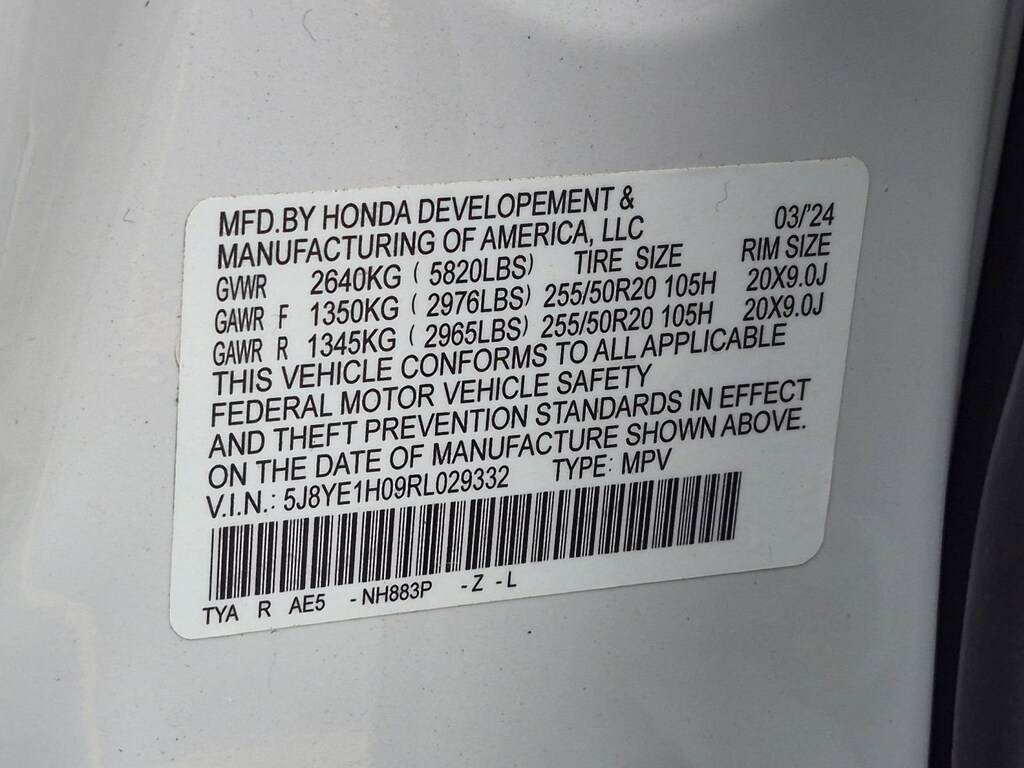 MFD.BY HONDA DEVELOPEMENT &
MANUFACTURING OF AMERICA, LLC 03/'24
GVWR 2640KG ( 5820LBS) TIRE SIZE RIM SIZE
GAWR F 1350KG ( 2976LBS) 255/50R20 105H 20X9.0J
GAWR R 1345KG ( 2965LBS) 255/50R20 105H 20X9.0J
THIS VEHICLE CONFORMS TO ALL APPLICABLE
FEDERAL MOTOR VEHICLE SAFETY
AND THEFT PREVENTION STANDARDS IN EFFECT
ON THE DATE OF MANUFACTURE SHOWN ABOVE.
V.I.N.: 5J8YE1H09RL029332 TYPE: MPV
TYA R AE5 -NH883P -Z -L